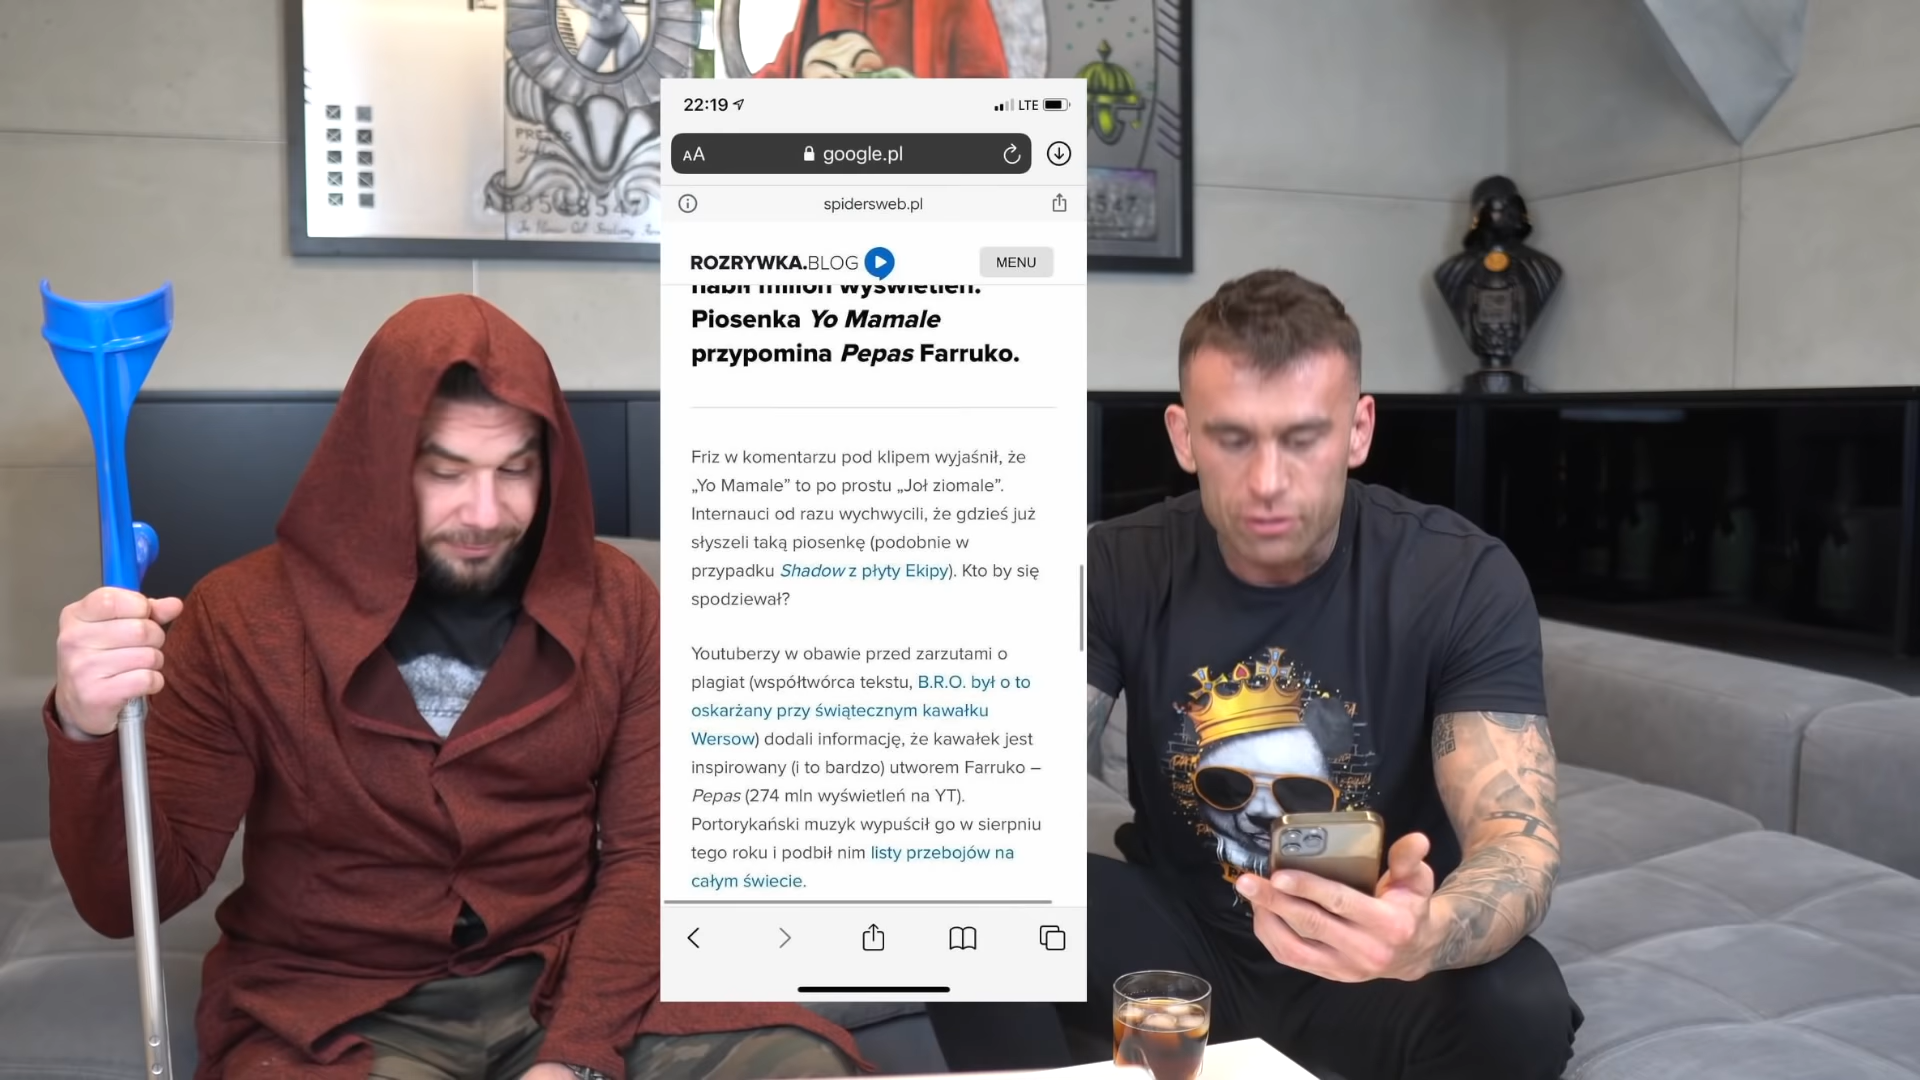 22:19
LTE
AA google.pl
spidersweb.pl
ROZRYWKA.BLOG
MENU
nabił milion wyświetleń.
Piosenka Yo Mamale
przypomina Pepas Farruko.
Friz w komentarzu pod klipem wyjaśnił, że
„Yo Mamale” to po prostu „Joł ziomale”.
Internauci od razu wychwycili, że gdzieś już
słyszeli taką piosenkę (podobnie w
przypadku Shadow z płyty Ekipy). Kto by się
spodziewał?
Youtuberzy w obawie przed zarzutami o
plagiat (współtwórca tekstu, B.R.O. był o to
oskarżany przy świątecznym kawałku
Wersow) dodali informację, że kawałek jest
inspirowany (i to bardzo) utworem Farruko –
Pepas (274 mln wyświetleń na YT).
Portorykański muzyk wypuścił go w sierpniu
tego roku i podbił nim listy przebojów na
całym świecie.